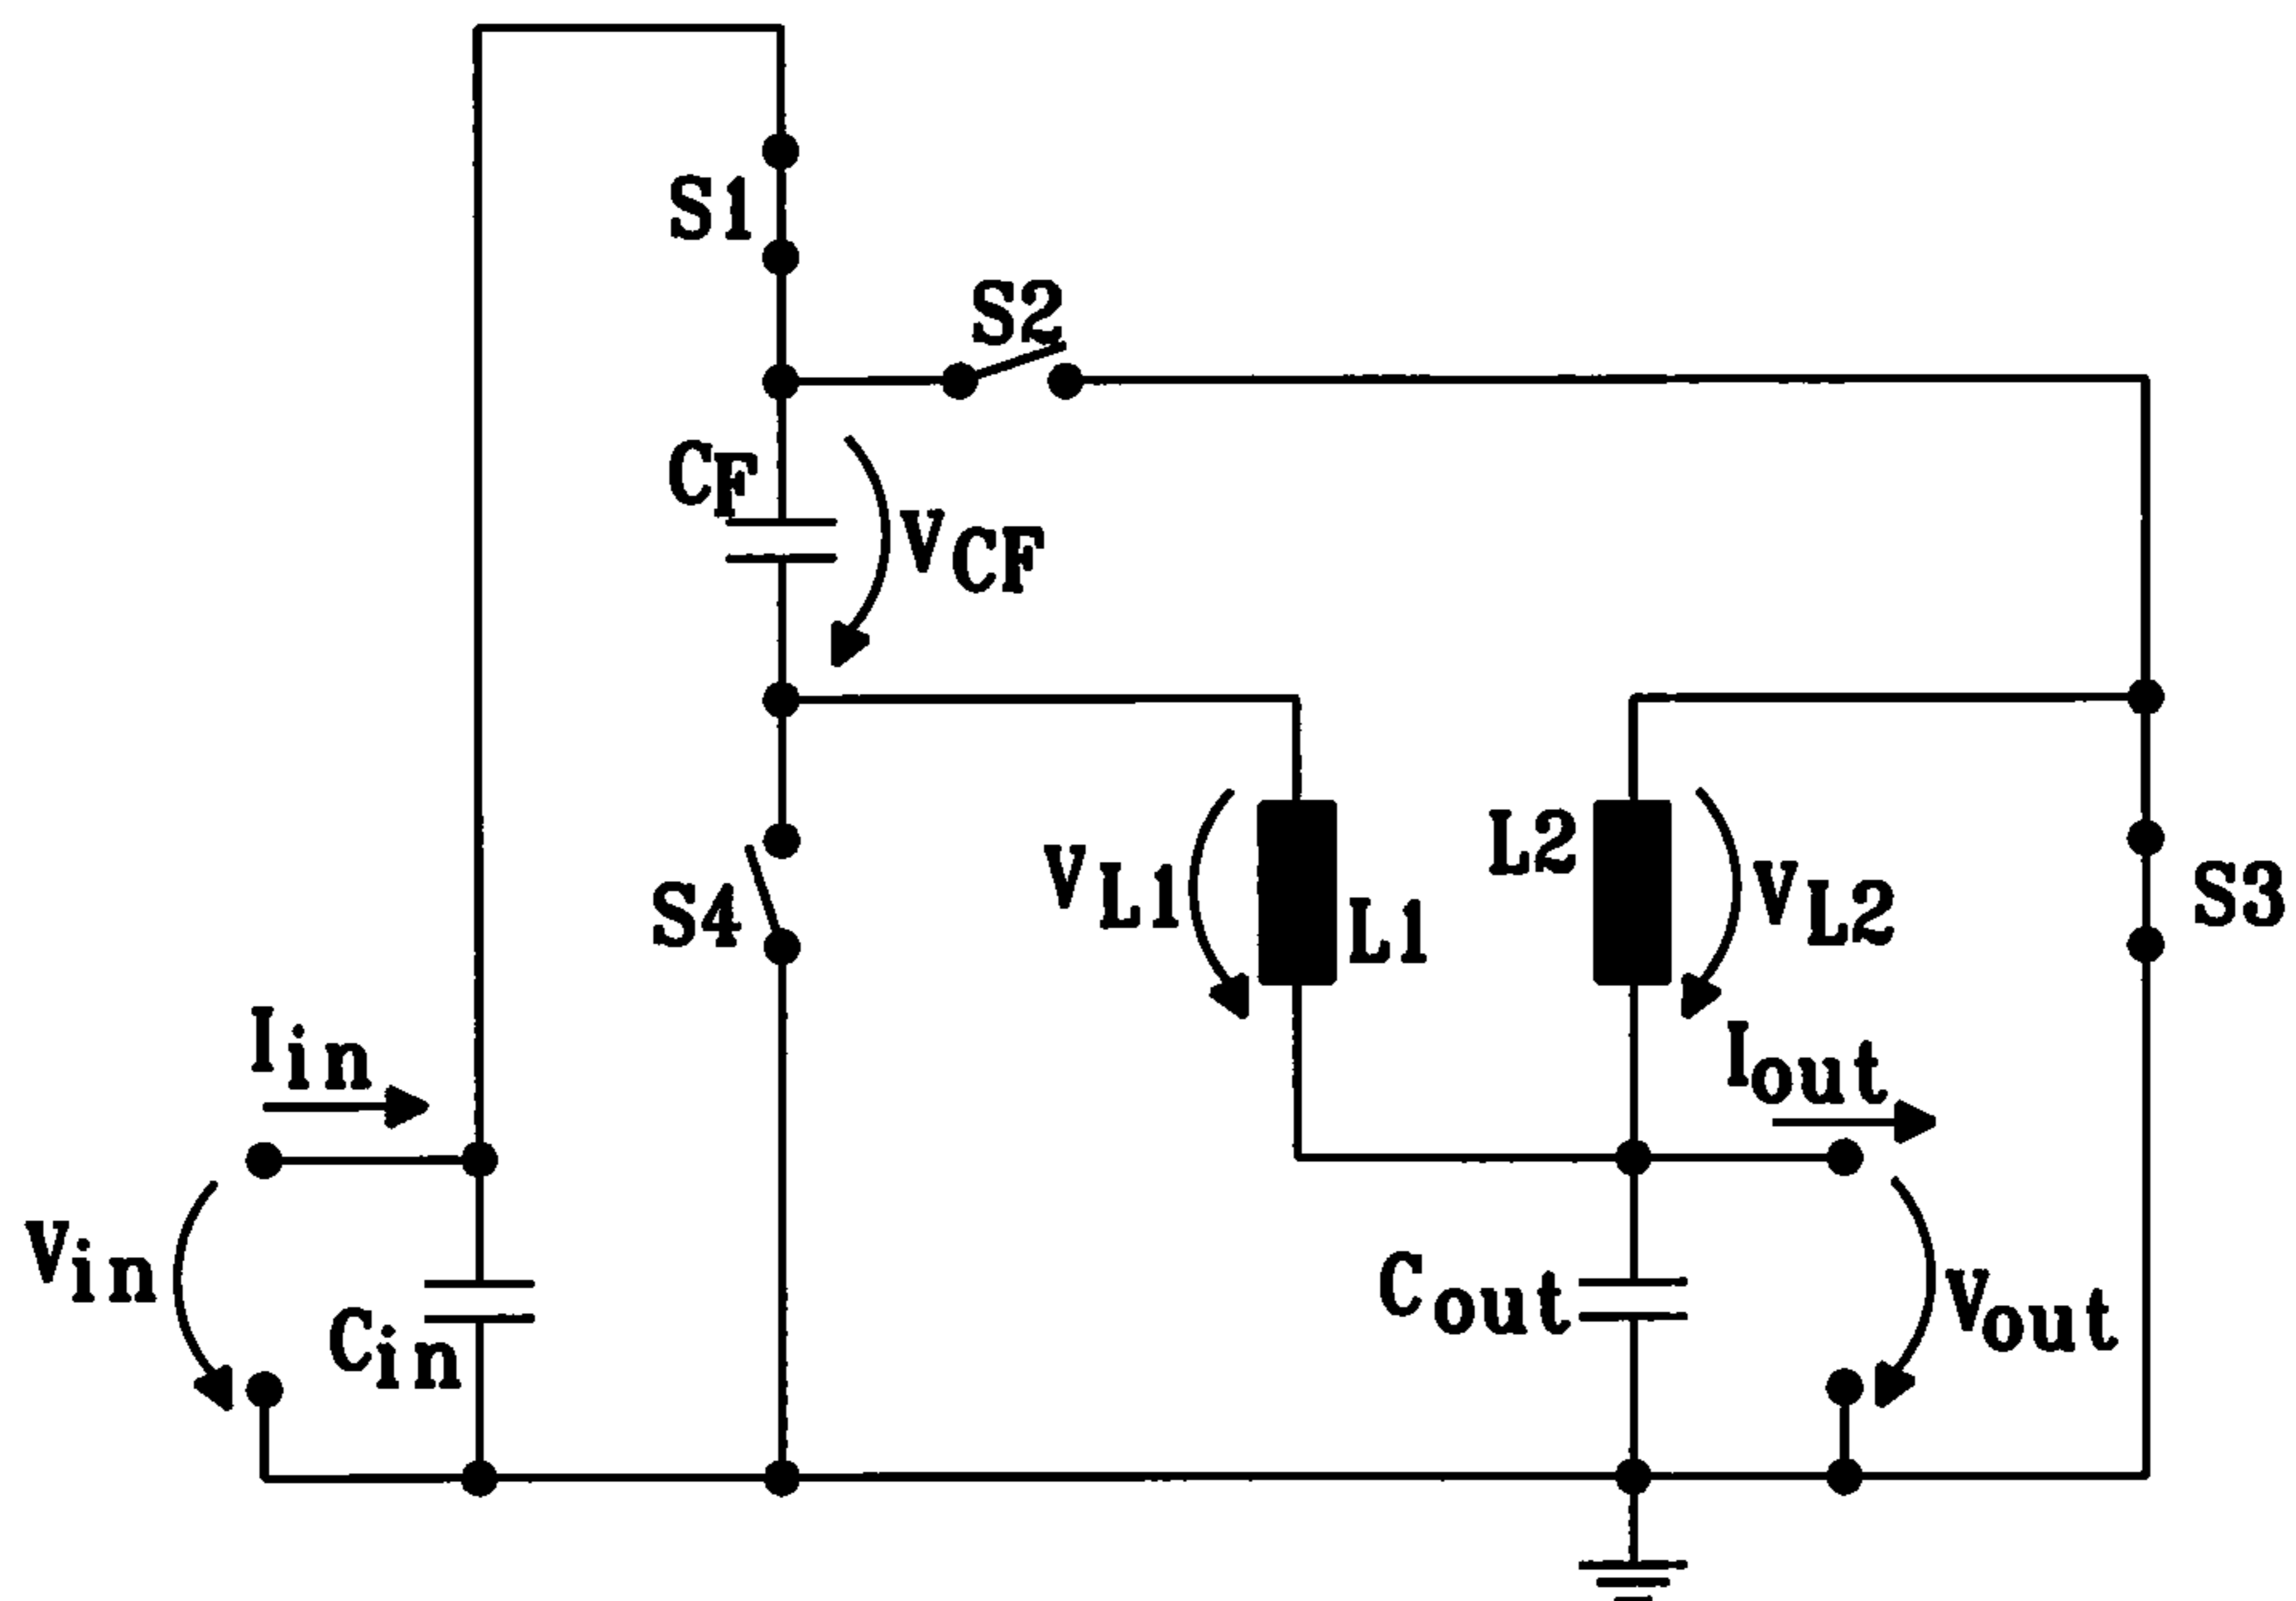 S1
S2
CF
VCF
VL1
L1
L2
VL2
S3
S4
Iin
Iout
Vin
Cin
Cout
Vout